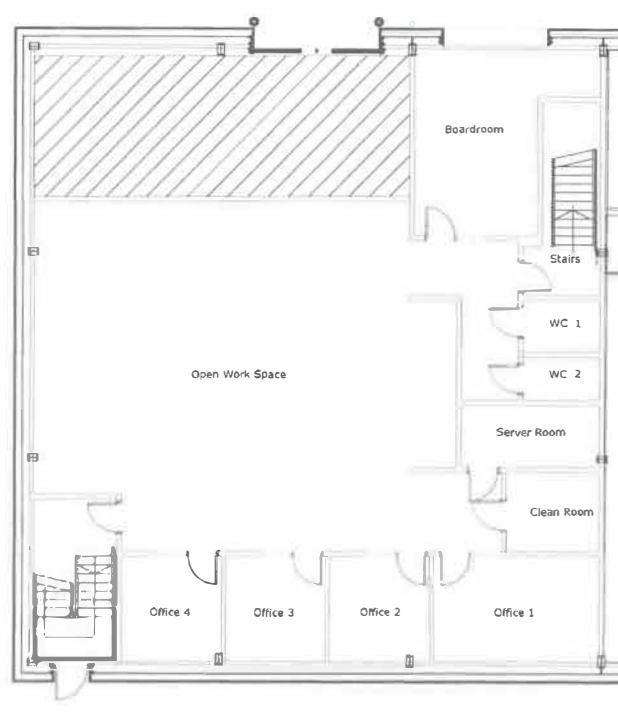 Boardroom
Stairs
WC 1
Open Work Space
WC 2
Server Room
Clean Room
Office 4
Office 3
Office 2
Office 1